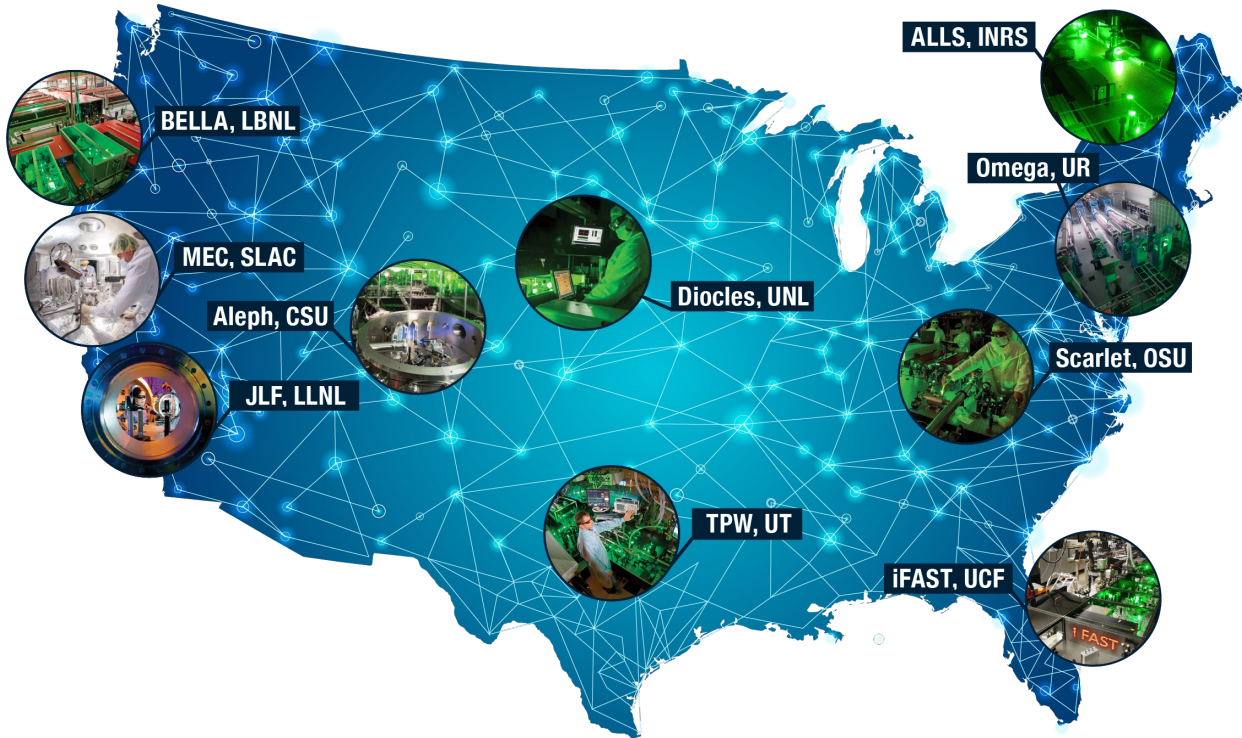 ALLS, INRS
BELLA, LBNL
Omega, UR
MEC, SLAC
Diocles, UNL
Aleph, CSU
Scarlet, OSU
JLF, LLNL
TPW, UT
iFAST, UCF
I FAST